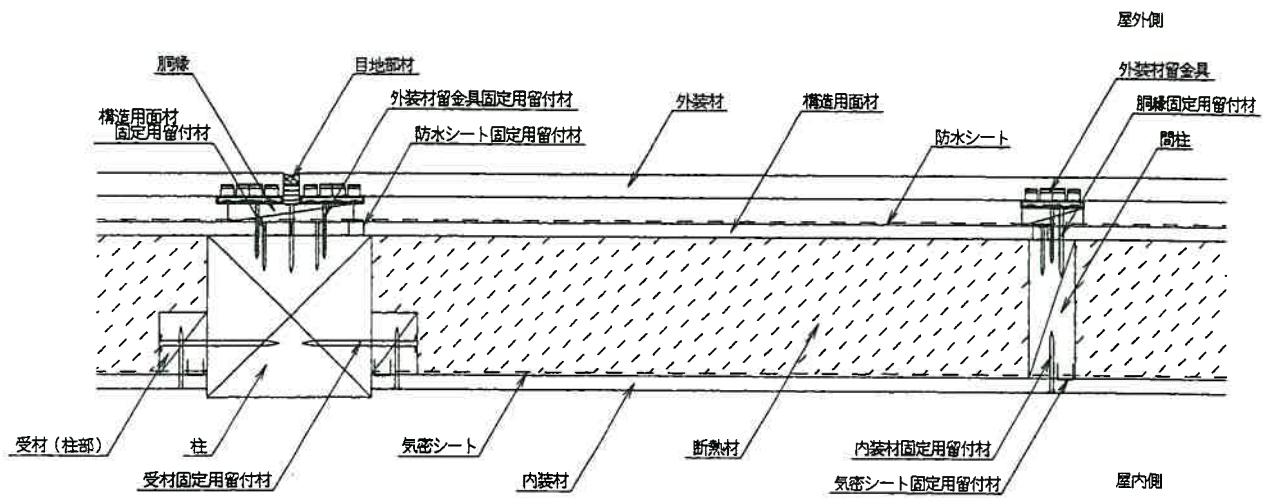 屋外側
胴縁
目地部材
外装材留金具
外装材留金具固定用留付材
外装材
構造用面材
胴縁固定用留付材
構造用面材
固定用留付材
防水シート固定用留付材
防水シート
間柱
受材（柱部）
柱
気密シート
断熱材
内装材固定用留付材
受材固定用留付材
内装材
気密シート固定用留付材
屋内側